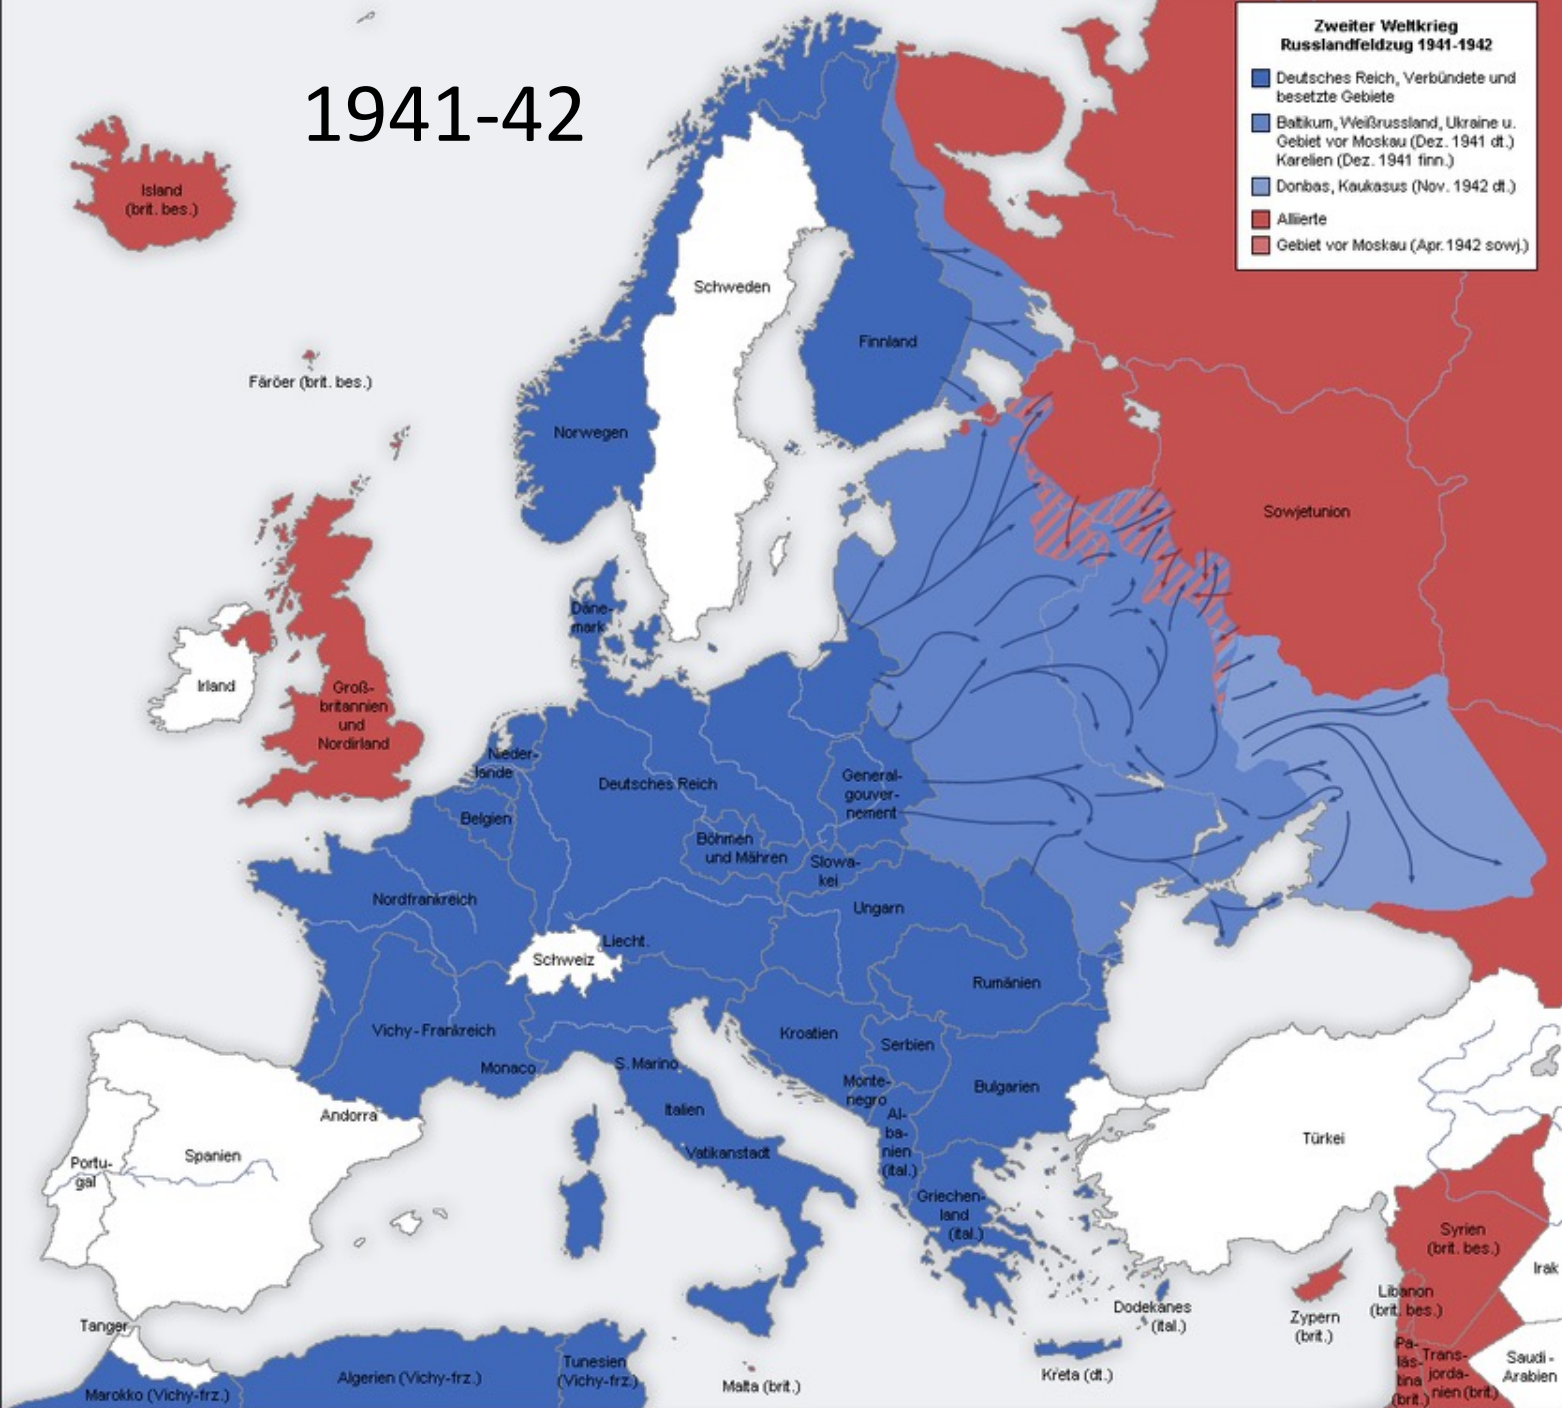 Zweiter Weltkrieg
Russlandfeldzug 1941-1942
Deutsches Reich, Verbündete und
besetzte Gebiete
Baltikum, Weißrussland, Ukraine u.
Gebiet vor Moskau (Dez. 1941 dt.)
Karelien (Dez. 1941 finn.)
Donbas, Kaukasus (Nov. 1942 dt.)
Alliierte
Gebiet vor Moskau (Apr. 1942 sowj.)
1941-42
Island
(brit. bes.)
Schweden
Finnland
Färöer (brit. bes.)
Norwegen
Sowjetunion
Däne-
mark
Irland
Groß-
britannien
und
Nordirland
Nieder-
lande
Deutsches Reich
General-
gouver-
nement
Belgien
Böhmen
und Mähren
Slowa-
kei
Nordfrankreich
Ungarn
Liecht.
Schweiz
Rumänien
Vichy-Frankreich
Kroatien
Serbien
Monaco
S. Marino
Monte-
negro
Bulgarien
Andorra
Italien
Al-
ba-
nien
(ital.)
Türkei
Spanien
Portu-
gal
Vatikanstadt
Griechen-
land
(ital.)
Syrien
(brit. bes.)
Irak
Libanon
(brit. bes.)
Dodekanes
(ital.)
Zypern
(brit.)
Tanger
Pa-
läs-
tina
(brit.)
Trans-
jorda-
nien (brit.)
Saudi-
Arabien
Tunesien
(Vichy-frz.)
Algerien (Vichy-frz.)
Marokko (Vichy-frz.)
Malta (brit.)
Kreta (dt.)